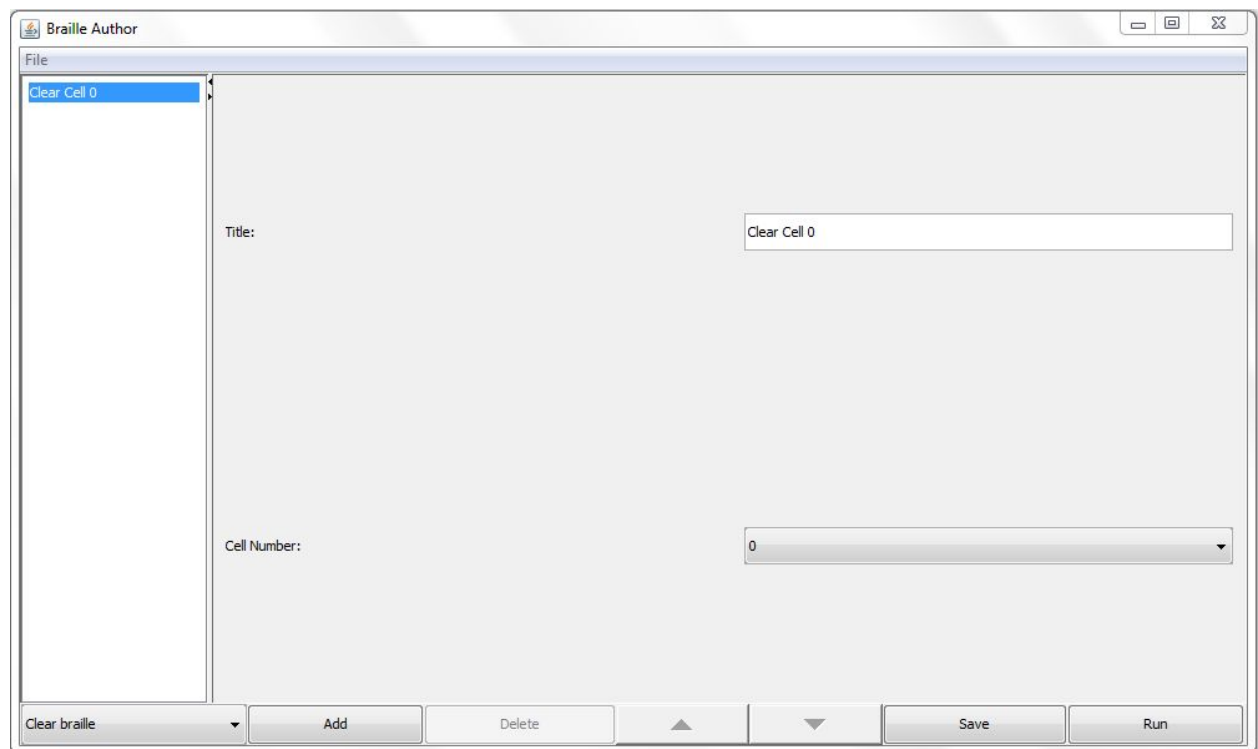 Braille Author
File
Clear Cell 0
Title:
Clear Cell 0
Cell Number:
0
Clear braille
Add
Delete
Save
Run